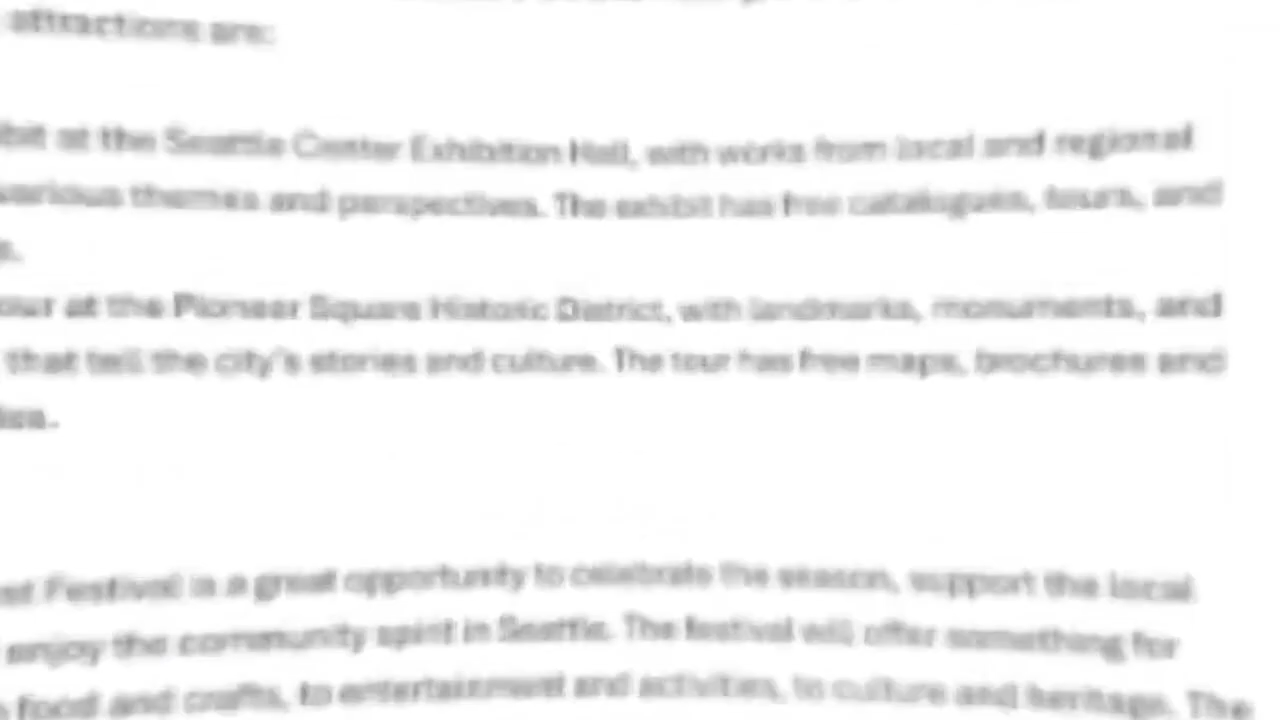 attractions are:
at the Seattle Center Exhibition Hall, with works from local and regional
various themes and perspectives. The exhibit has free catalogues, tours, and
at the Pioneer Square Historic District, with landmarks, monuments, and
that tell the city's stories and culture. The tour has free maps, brochures and
Festival is a great opportunity to celebrate the season, support the local
enjoy the community spirit in Seattle. The festival will offer something for
food and crafts, to entertainment and activities, to culture and heritage. The